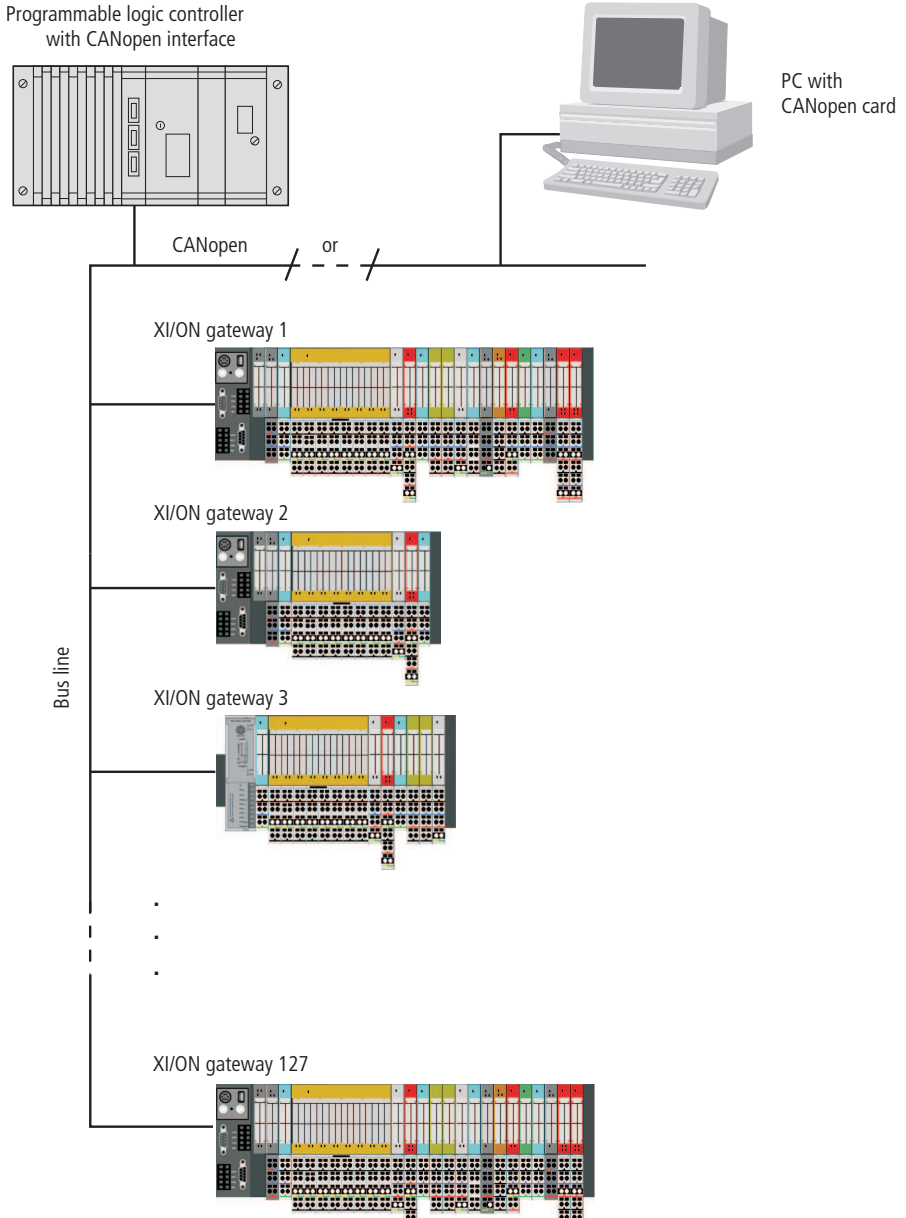 Programmable logic controller
with CANopen interface
PC with
CANopen card
CANopen
or
XI/ON gateway 1
XI/ON gateway 2
Bus line
XI/ON gateway 3
.
.
.
XI/ON gateway 127